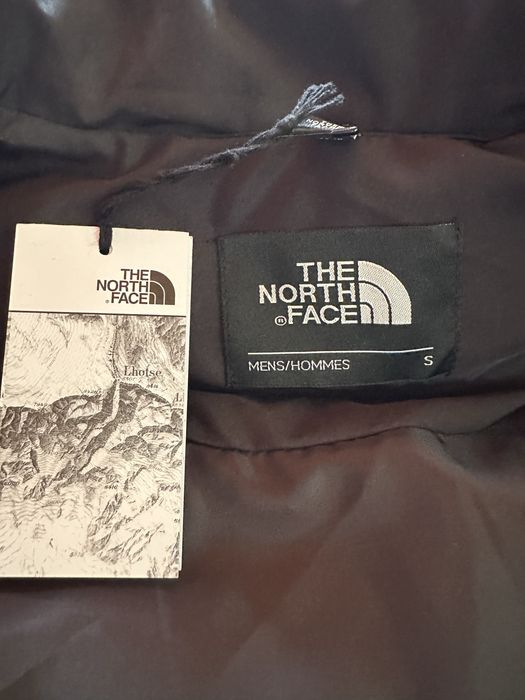 THE
NORTH
FACE
Lhotse
THE
NORTH
®FACE
MENS/HOMMES S